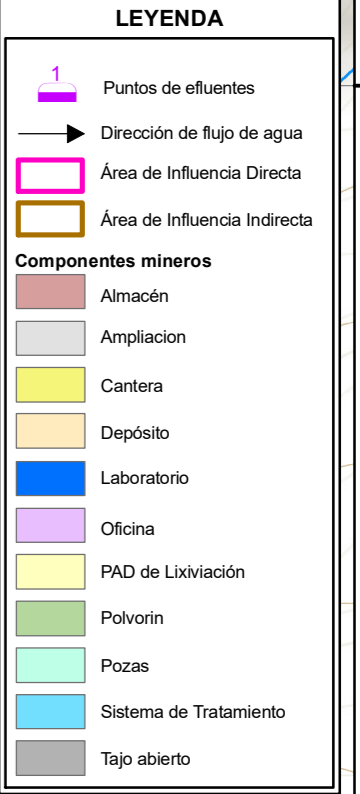 LEYENDA
1
Puntos de efluentes
Dirección de flujo de agua
Área de Influencia Directa
Área de Influencia Indirecta
Componentes mineros
Almacén
Ampliacion
Cantera
Depósito
Laboratorio
Oficina
PAD de Lixiviación
Polvorin
Pozas
Sistema de Tratamiento
Tajo abierto